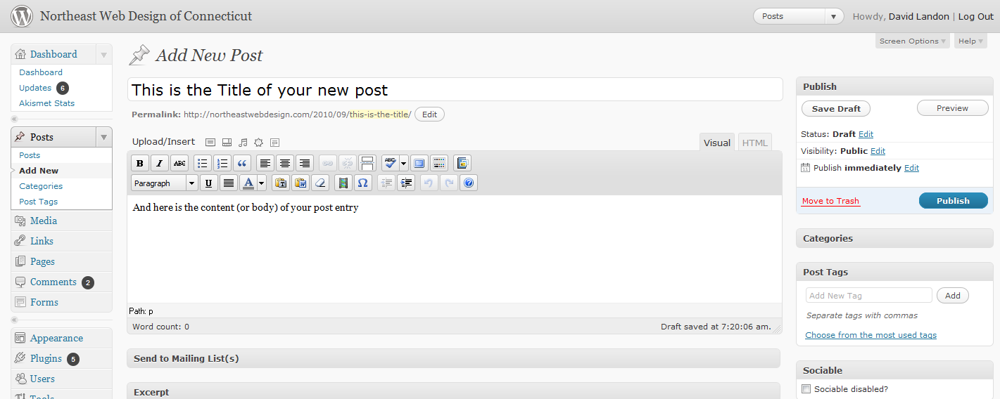 Northeast Web Design of Connecticut
Posts
Howdy, David Landon | Log Out
Screen Options
Help
Dashboard
Dashboard
Updates 6
Akismet Stats
Posts
Posts
Add New
Categories
Post Tags
Media
Links
Pages
Comments 2
Forms
Appearance
Plugins 5
Users
Tools
Add New Post
This is the Title of your new post
Permalink: http://northeastwebdesign.com/2010/09/this-is-the-title/ Edit
Upload/Insert
Visual
HTML
B I ABC ABC
Paragraph U A T W Ω ?
And here is the content (or body) of your post entry
Path: p
Word count: 0
Draft saved at 7:20:06 am.
Send to Mailing List(s)
Excerpt
Publish
Save Draft
Preview
Status: Draft Edit
Visibility: Public Edit
Publish immediately Edit
Move to Trash
Publish
Categories
Post Tags
Add New Tag
Add
Separate tags with commas
Choose from the most used tags
Sociable
Sociable disabled?